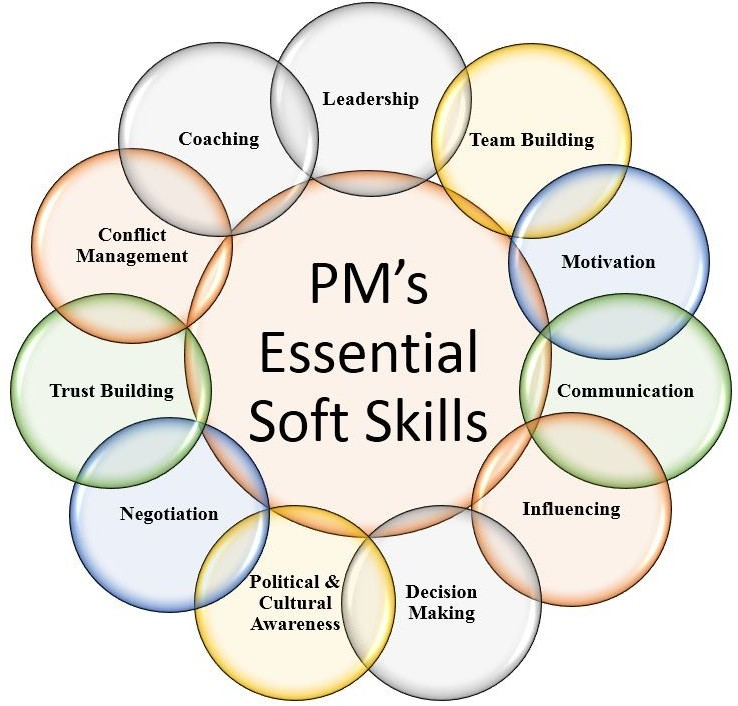 PM’s
Essential
Soft Skills
Leadership
Team Building
Motivation
Communication
Influencing
Decision
Making
Political &
Cultural
Awareness
Negotiation
Trust Building
Conflict
Management
Coaching